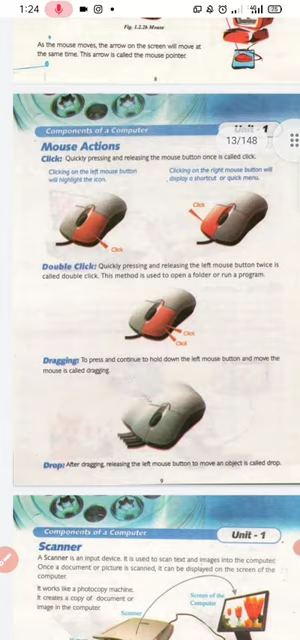 1:24
75
Fig. 1.2.2b Mouse
As the mouse moves, the arrow on the screen will move at
the same time. This arrow is called the mouse pointer.
8
Components of a Computer
Unit - 1
13/148
Mouse Actions
Click: Quickly pressing and releasing the mouse button once is called click.
Clicking on the left mouse button
will highlight the icon.
Clicking on the right mouse button will
display a shortcut or quick menu.
Click
Click
Double Click: Quickly pressing and releasing the left mouse button twice is
called double click. This method is used to open a folder or run a program.
Click
Click
Dragging: To press and continue to hold down the left mouse button and move the
mouse is called dragging.
Drop: After dragging, releasing the left mouse button to move an object is called drop.
9
Components of a Computer
Unit - 1
Scanner
A Scanner is an input device. It is used to scan text and images into the computer.
Once a document or picture is scanned, it can be displayed on the screen of the
computer.
It works like a photocopy machine.
It creates a copy of document or
image in the computer.
Screen of the
Computer
Scanner